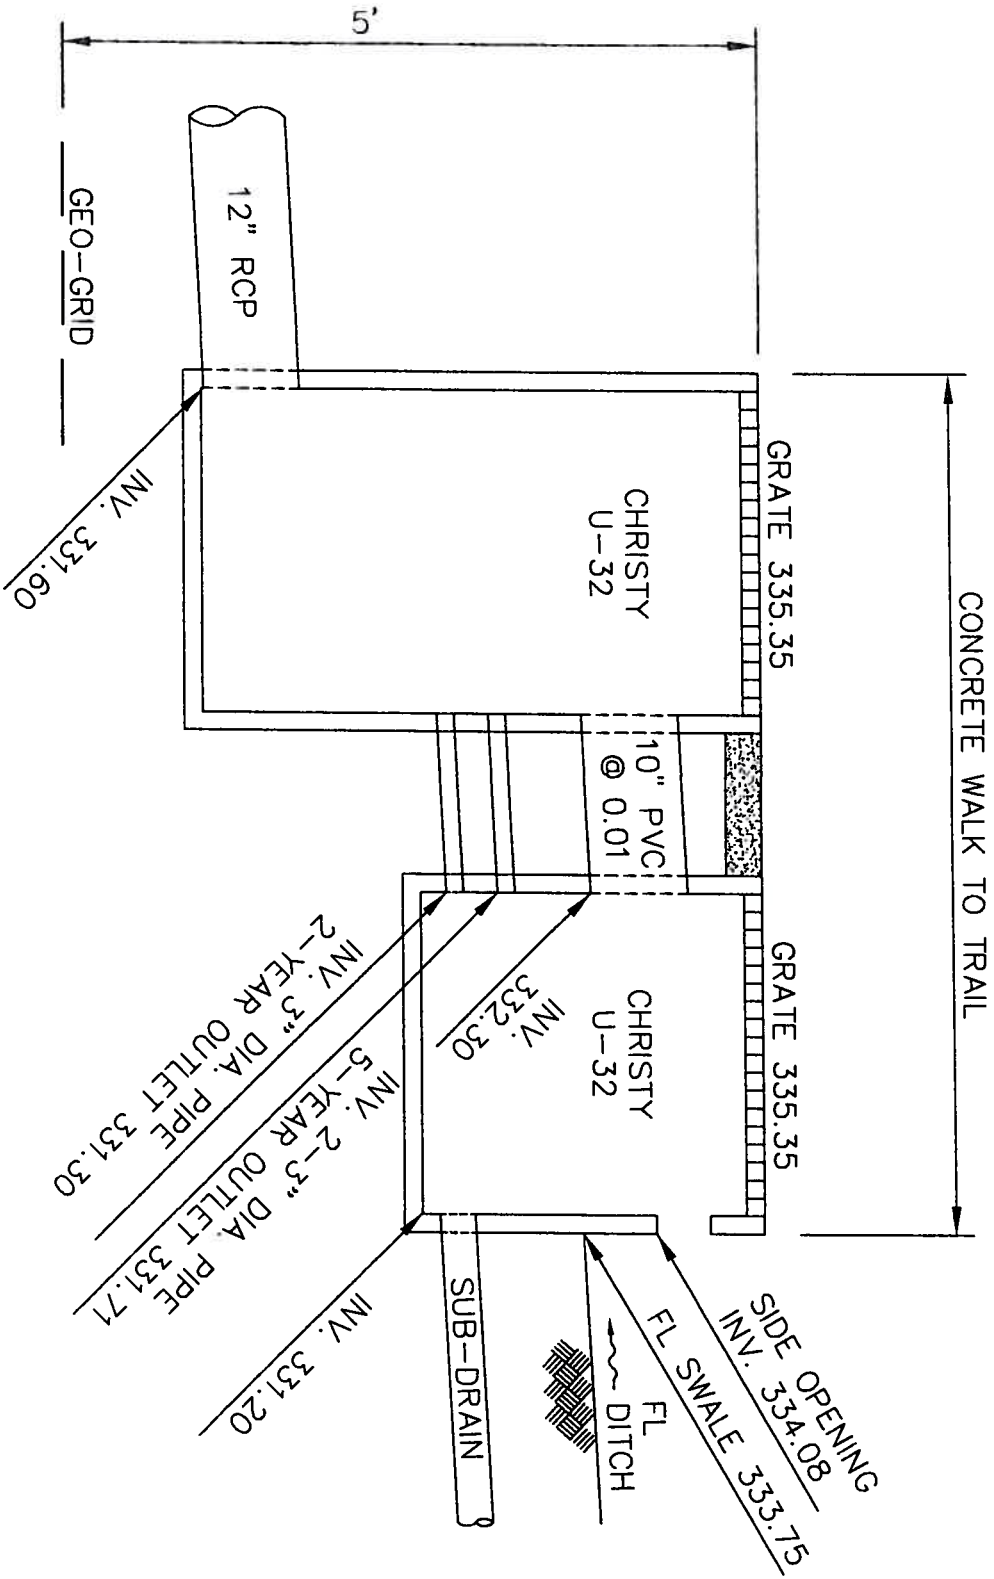 CONCRETE WALK TO TRAIL
GRATE 335.35
GRATE 335.35
5'
CHRISTY
U-32
CHRISTY
U-32
10" PVC
@ 0.01
12" RCP
GEO-GRID
INV. 331.60
INV.
332.30
INV. 3" DIA. PIPE
2-YEAR OUTLET 331.30
INV. 2-3" DIA. PIPE
5-YEAR OUTLET 331.71
INV. 331.20
SUB-DRAIN
FL
DITCH
SIDE OPENING
INV. 334.08
FL SWALE 333.75